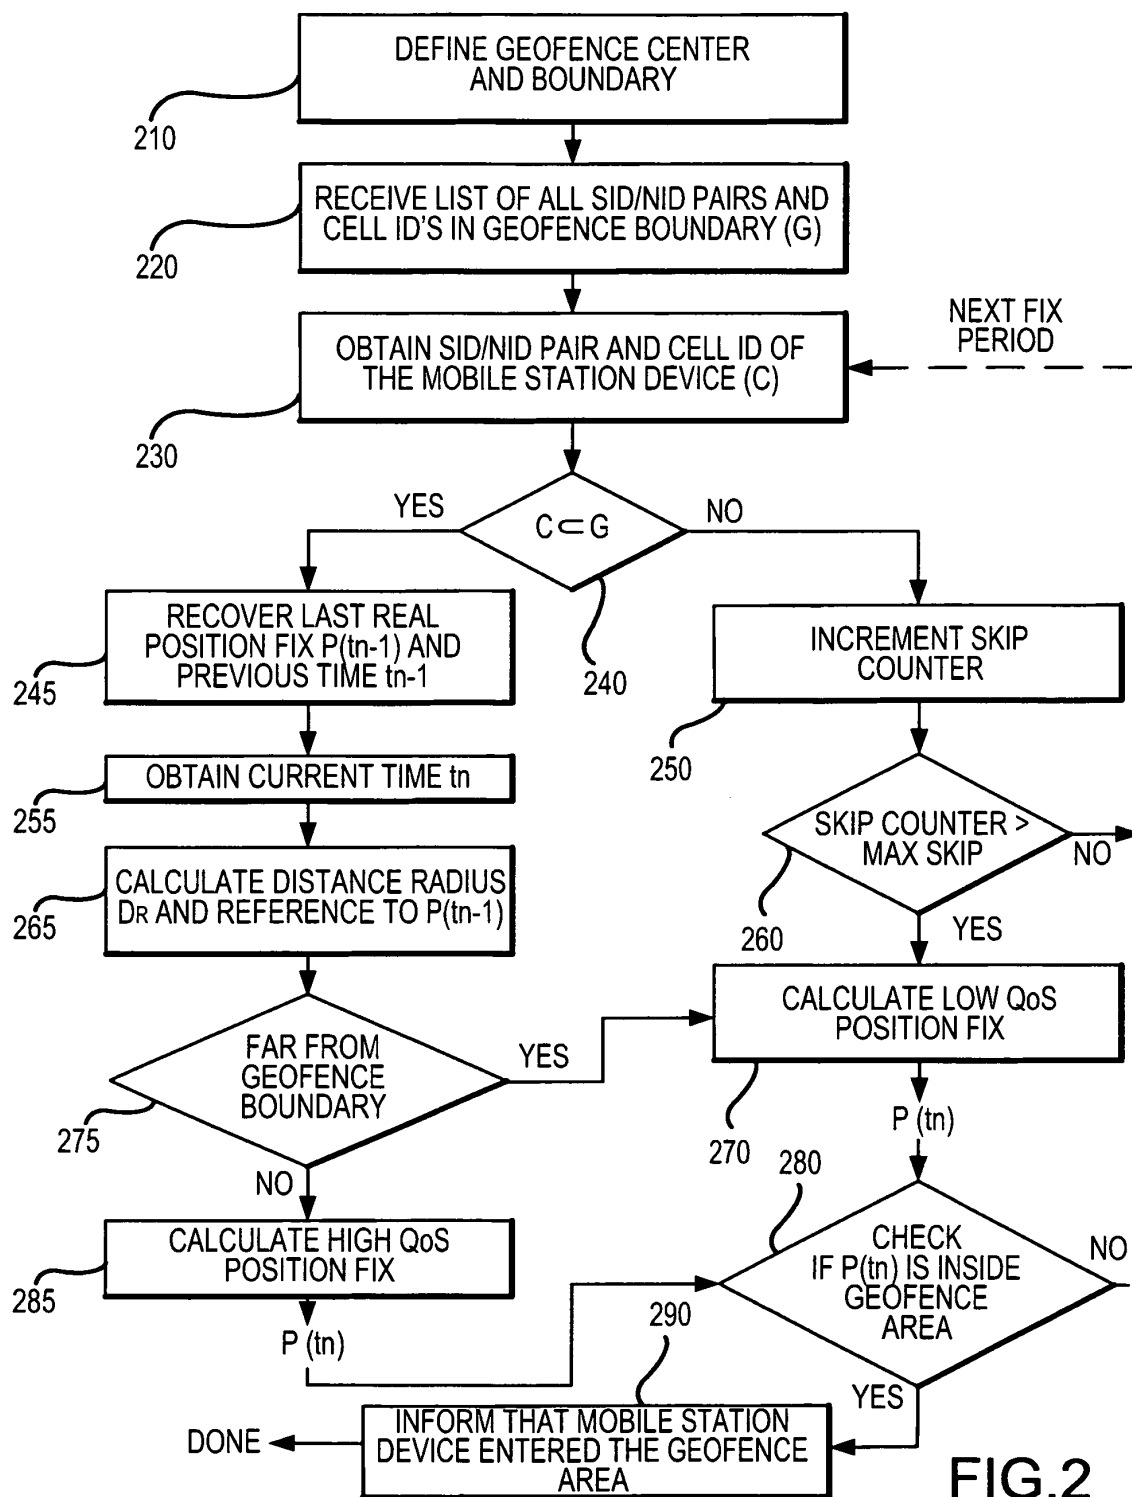 DEFINE GEOFENCE CENTER
AND BOUNDARY
210
RECEIVE LIST OF ALL SID/NID PAIRS AND
CELL ID'S IN GEOFENCE BOUNDARY (G)
220
NEXT FIX
PERIOD
OBTAIN SID/NID PAIR AND CELL ID OF
THE MOBILE STATION DEVICE (C)
230
YES
C⊂G
NO
240
RECOVER LAST REAL
POSITION FIX P(tn-1) AND
PREVIOUS TIME tn-1
245
INCREMENT SKIP
COUNTER
250
OBTAIN CURRENT TIME tn
255
SKIP COUNTER >
MAX SKIP
NO
260
YES
CALCULATE DISTANCE RADIUS
DR AND REFERENCE TO P(tn-1)
265
FAR FROM
GEOFENCE
BOUNDARY
YES
275
NO
CALCULATE LOW QoS
POSITION FIX
270
P (tn)
280
CALCULATE HIGH QoS
POSITION FIX
285
P (tn)
CHECK
IF P(tn) IS INSIDE
GEOFENCE
AREA
NO
YES
290
INFORM THAT MOBILE STATION
DEVICE ENTERED THE GEOFENCE
AREA
DONE
FIG.2